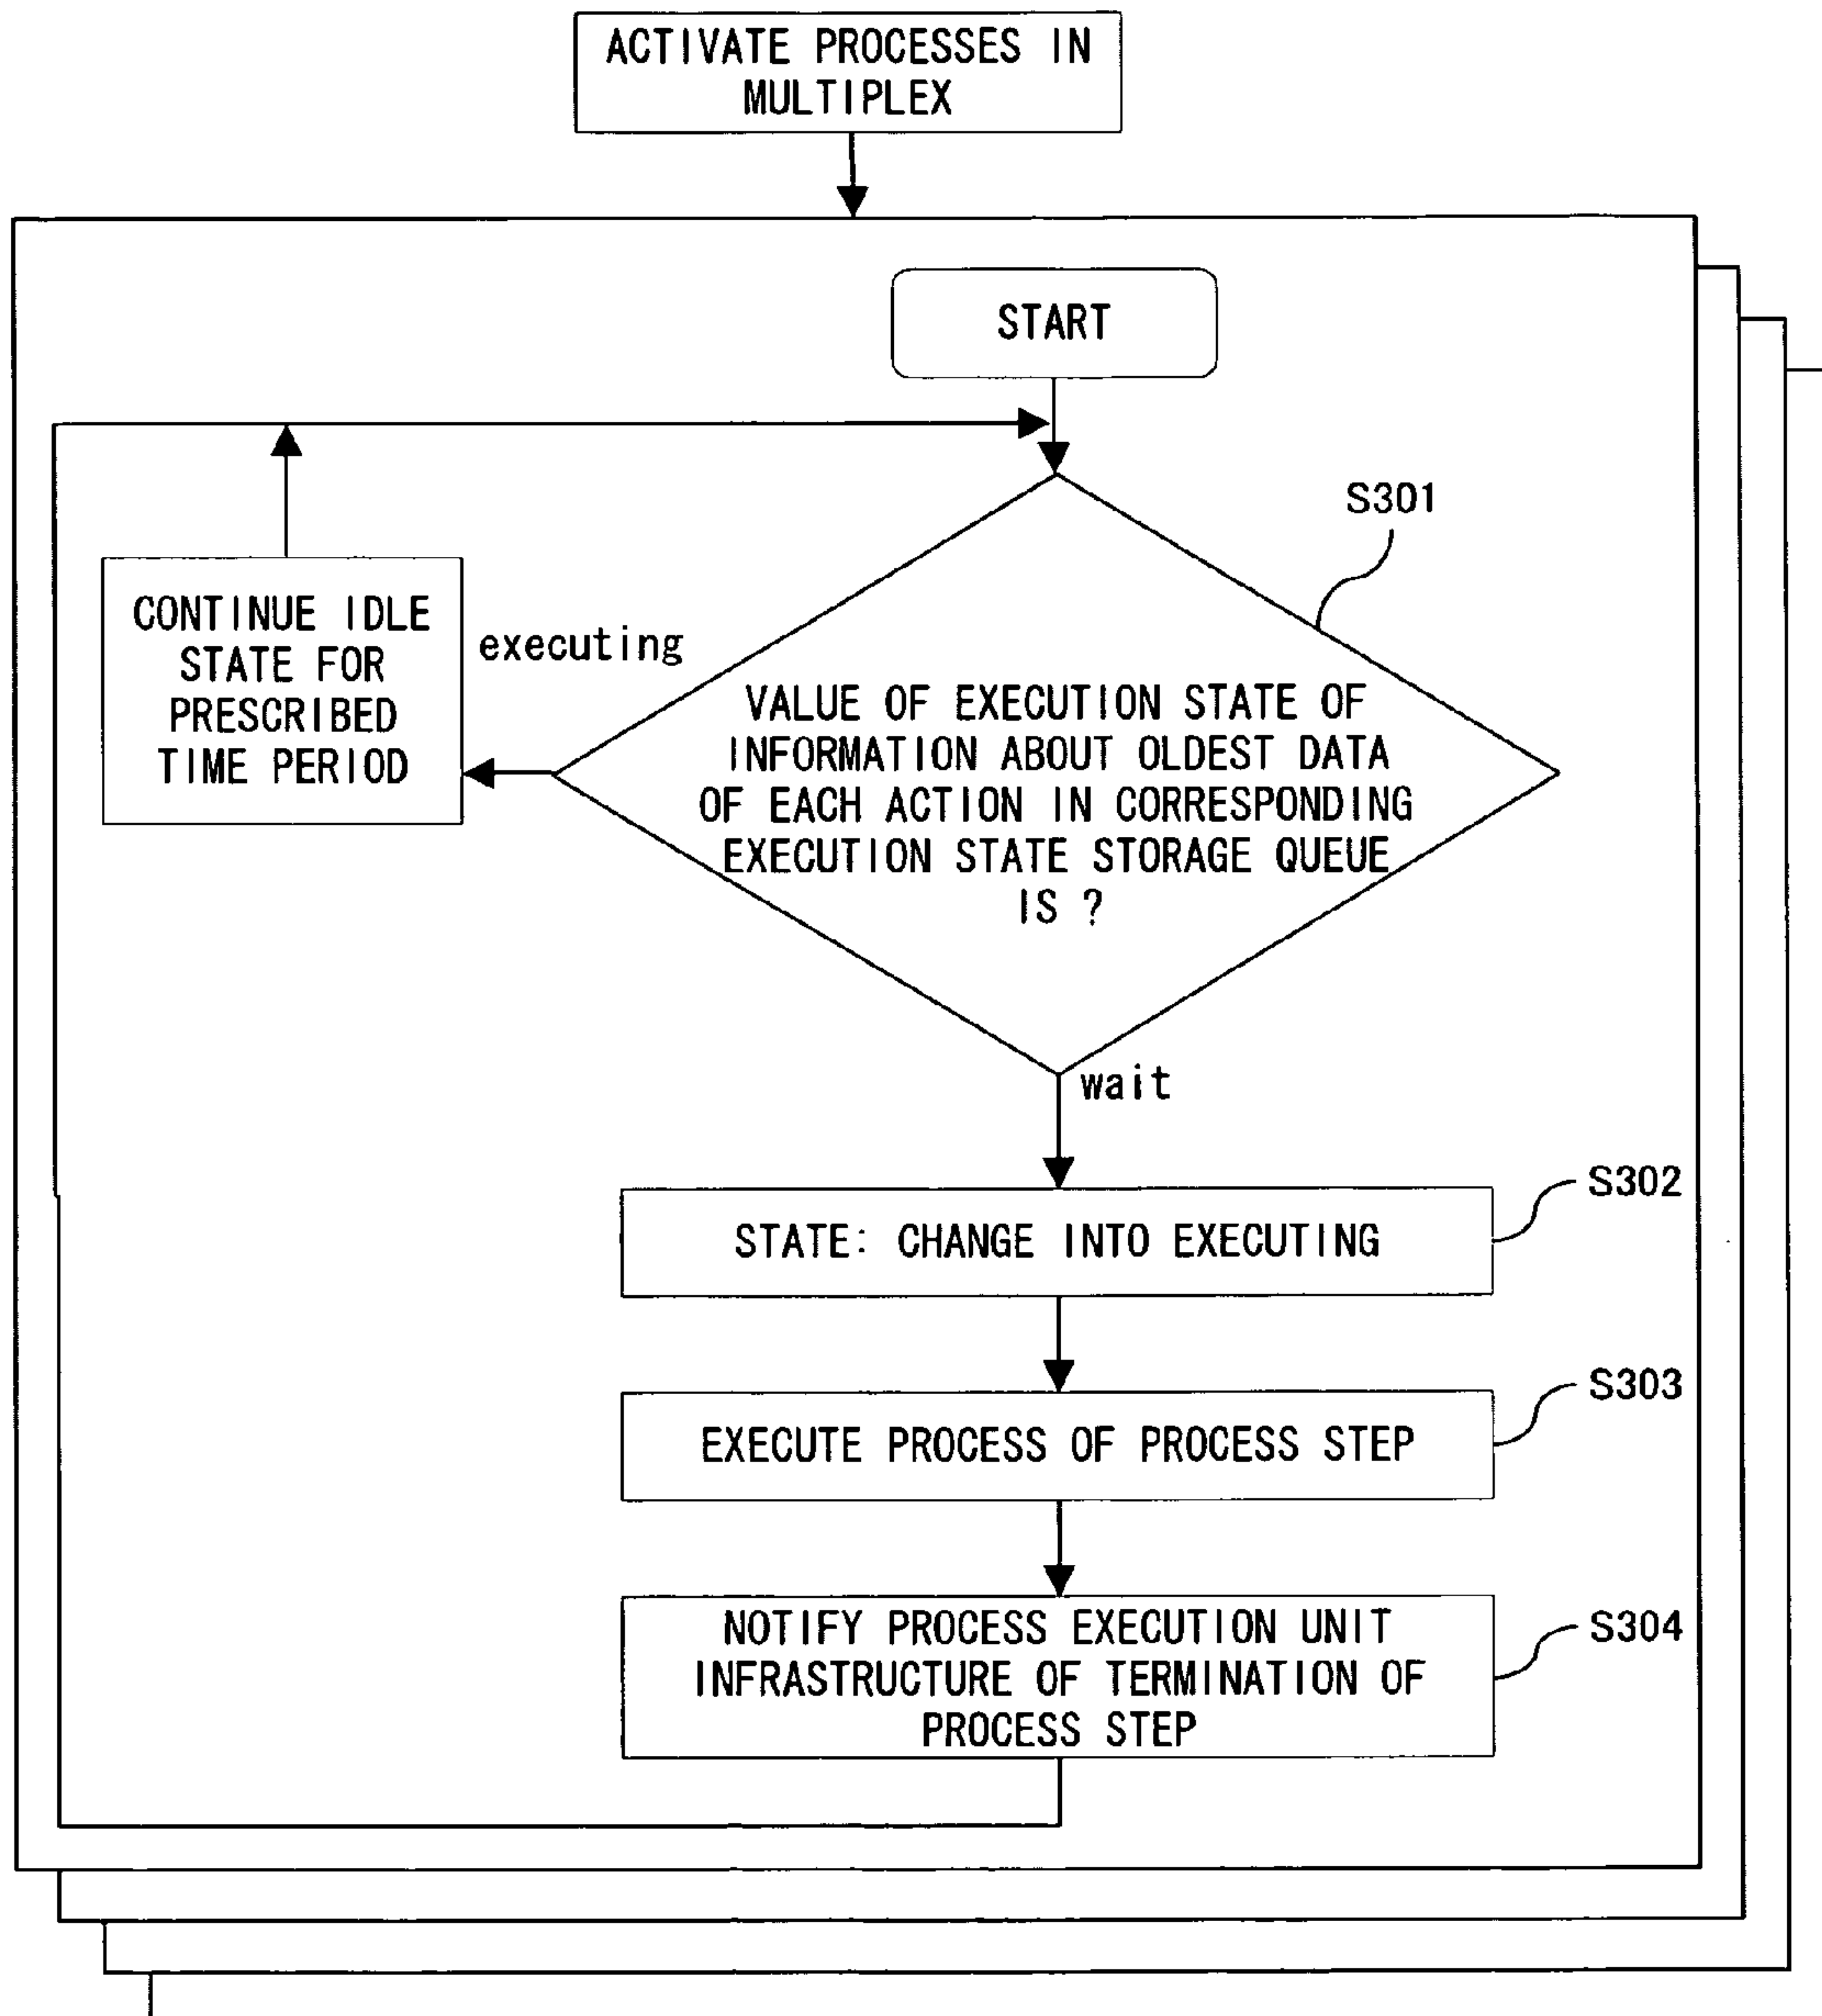 ACTIVATE PROCESSES IN
MULTIPLEX
START
S301
CONTINUE IDLE
STATE FOR
PRESCRIBED
TIME PERIOD
executing
VALUE OF EXECUTION STATE OF
INFORMATION ABOUT OLDEST DATA
OF EACH ACTION IN CORRESPONDING
EXECUTION STATE STORAGE QUEUE
IS ?
wait
S302
STATE: CHANGE INTO EXECUTING
S303
EXECUTE PROCESS OF PROCESS STEP
S304
NOTIFY PROCESS EXECUTION UNIT
INFRASTRUCTURE OF TERMINATION OF
PROCESS STEP